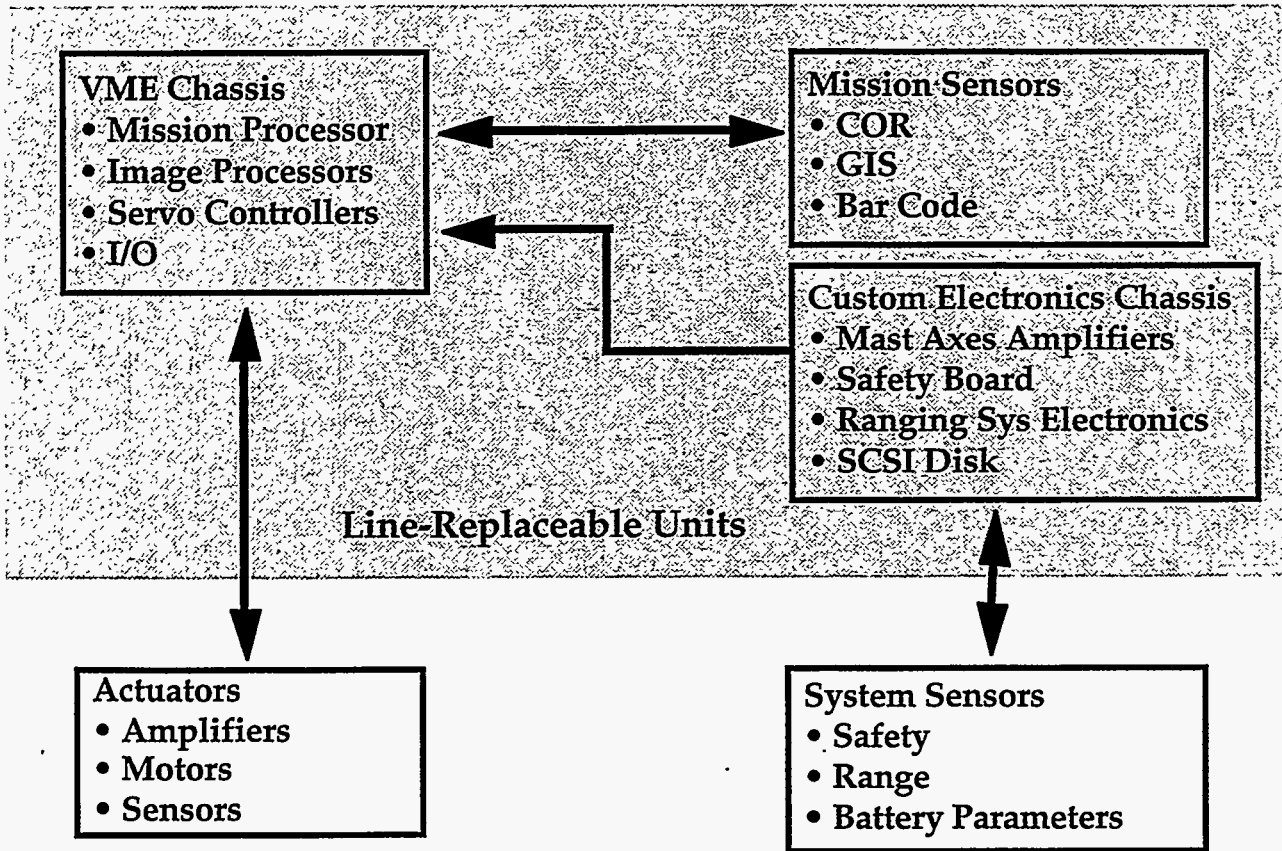 VME Chassis
• Mission Processor
• Image Processors
• Servo Controllers
• I/O
Mission Sensors
• COR
• GIS
• Bar Code
Custom Electronics Chassis
• Mast Axes Amplifiers
• Safety Board
• Ranging Sys Electronics
• SCSI Disk
Line-Replaceable Units
Actuators
• Amplifiers
• Motors
• Sensors
System Sensors
• Safety
• Range
• Battery Parameters